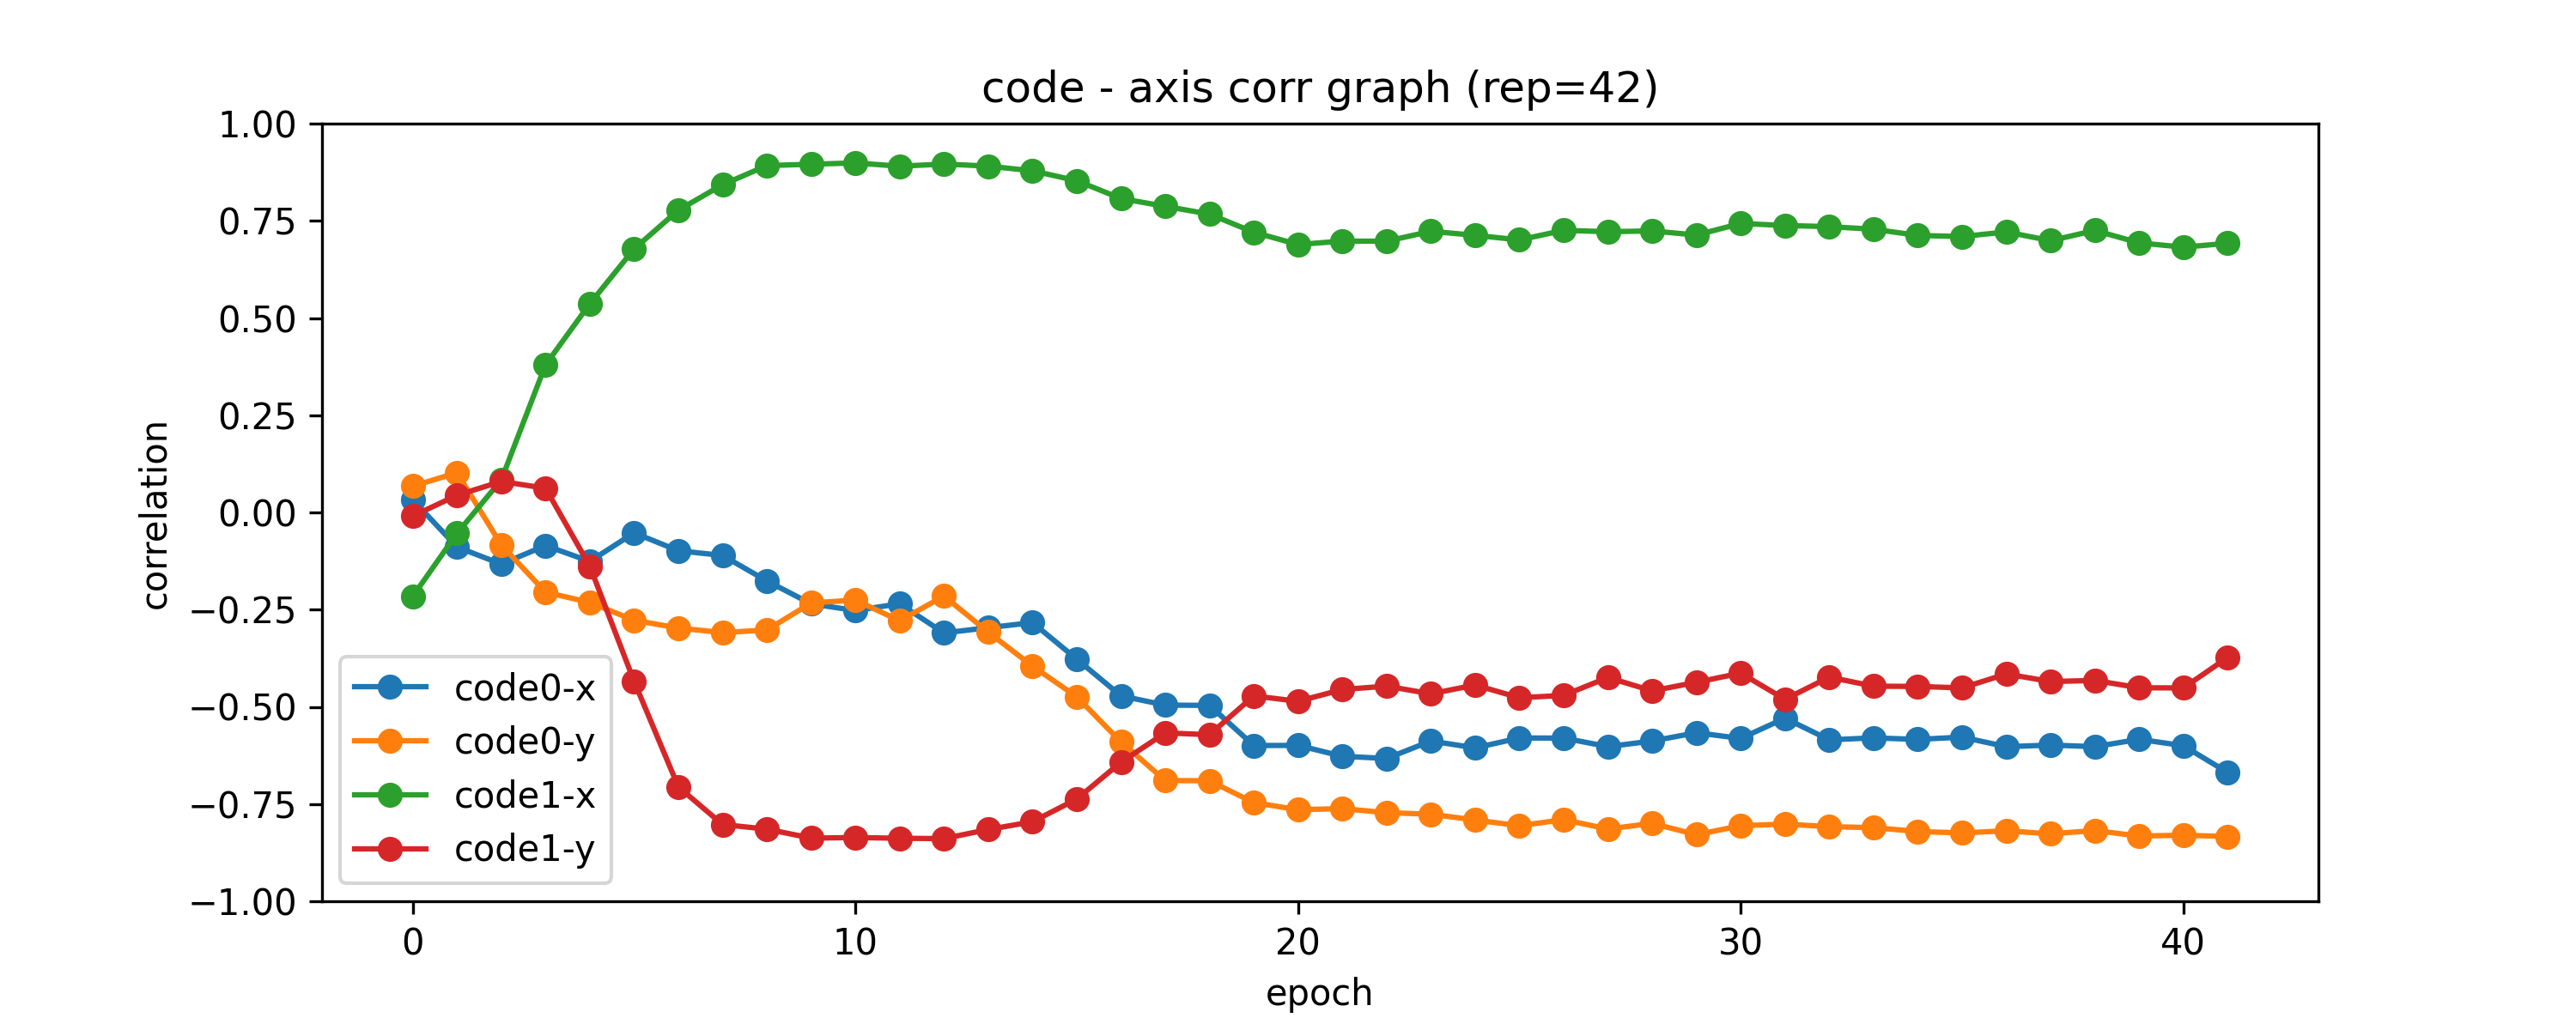 code - axis corr graph (rep=42)
1.00
0.75
0.50
0.25
0.00
−0.25
−0.50
−0.75
−1.00
correlation
code0-x
code0-y
code1-x
code1-y
0 10 20 30 40
epoch